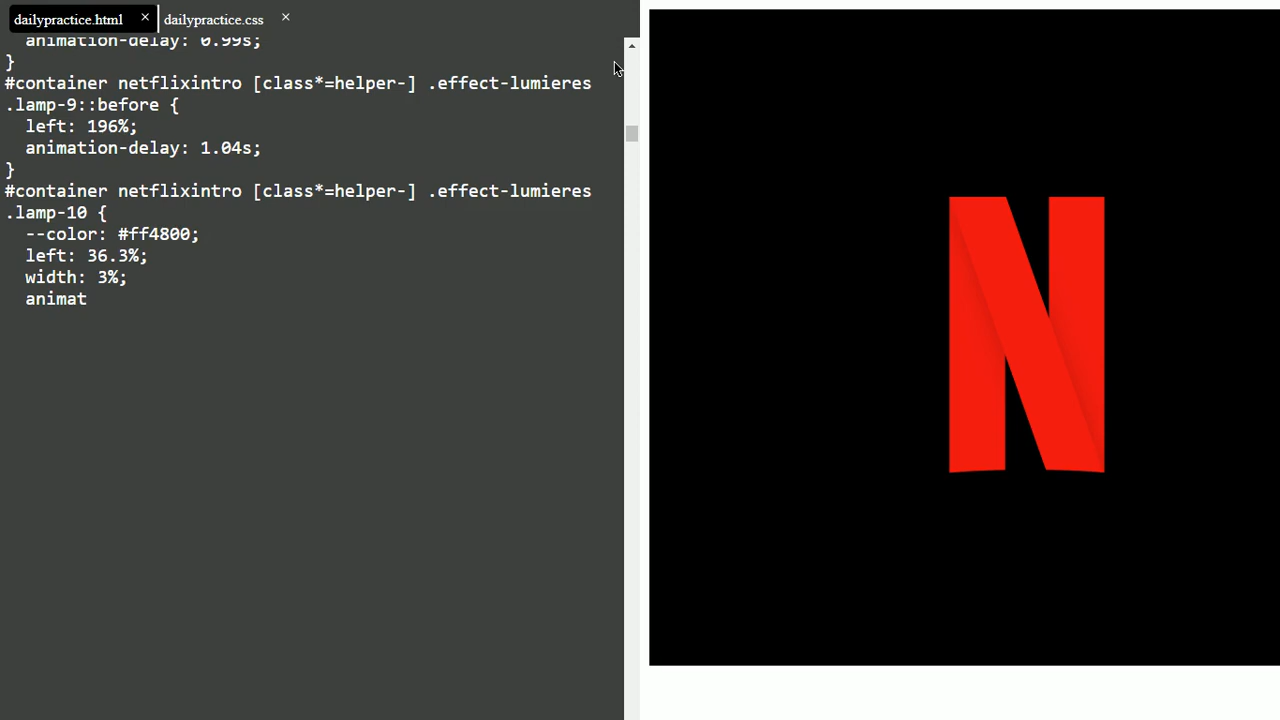 dailypractice.html × dailypractice.css ×
animation-delay: 0.99s;
}
#container netflixintro [class*=helper-] .effect-lumieres
.lamp-9::before {
left: 196%;
animation-delay: 1.04s;
}
#container netflixintro [class*=helper-] .effect-lumieres
.lamp-10 {
--color: #ff4800;
left: 36.3%;
width: 3%;
animat
N